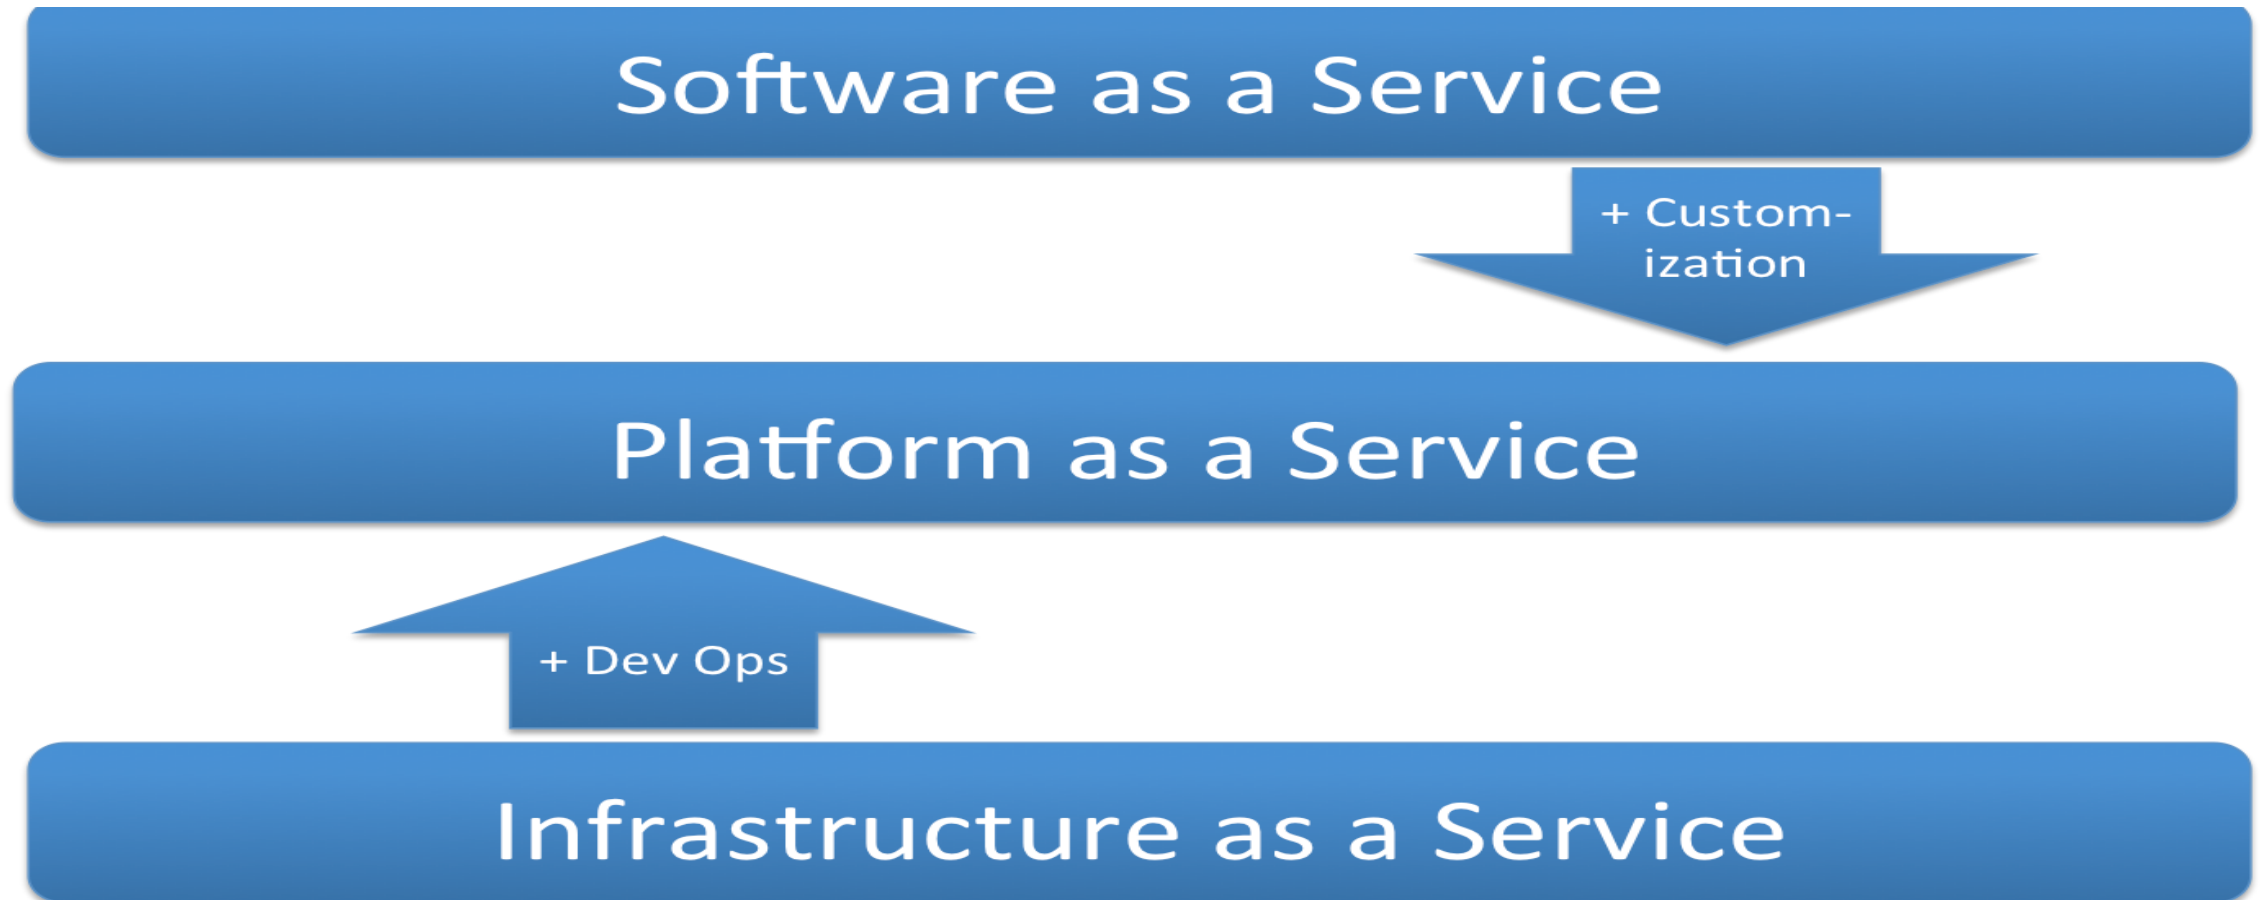 Software as a Service
+ Custom-
ization
Platform as a Service
+ Dev Ops
Infrastructure as a Service